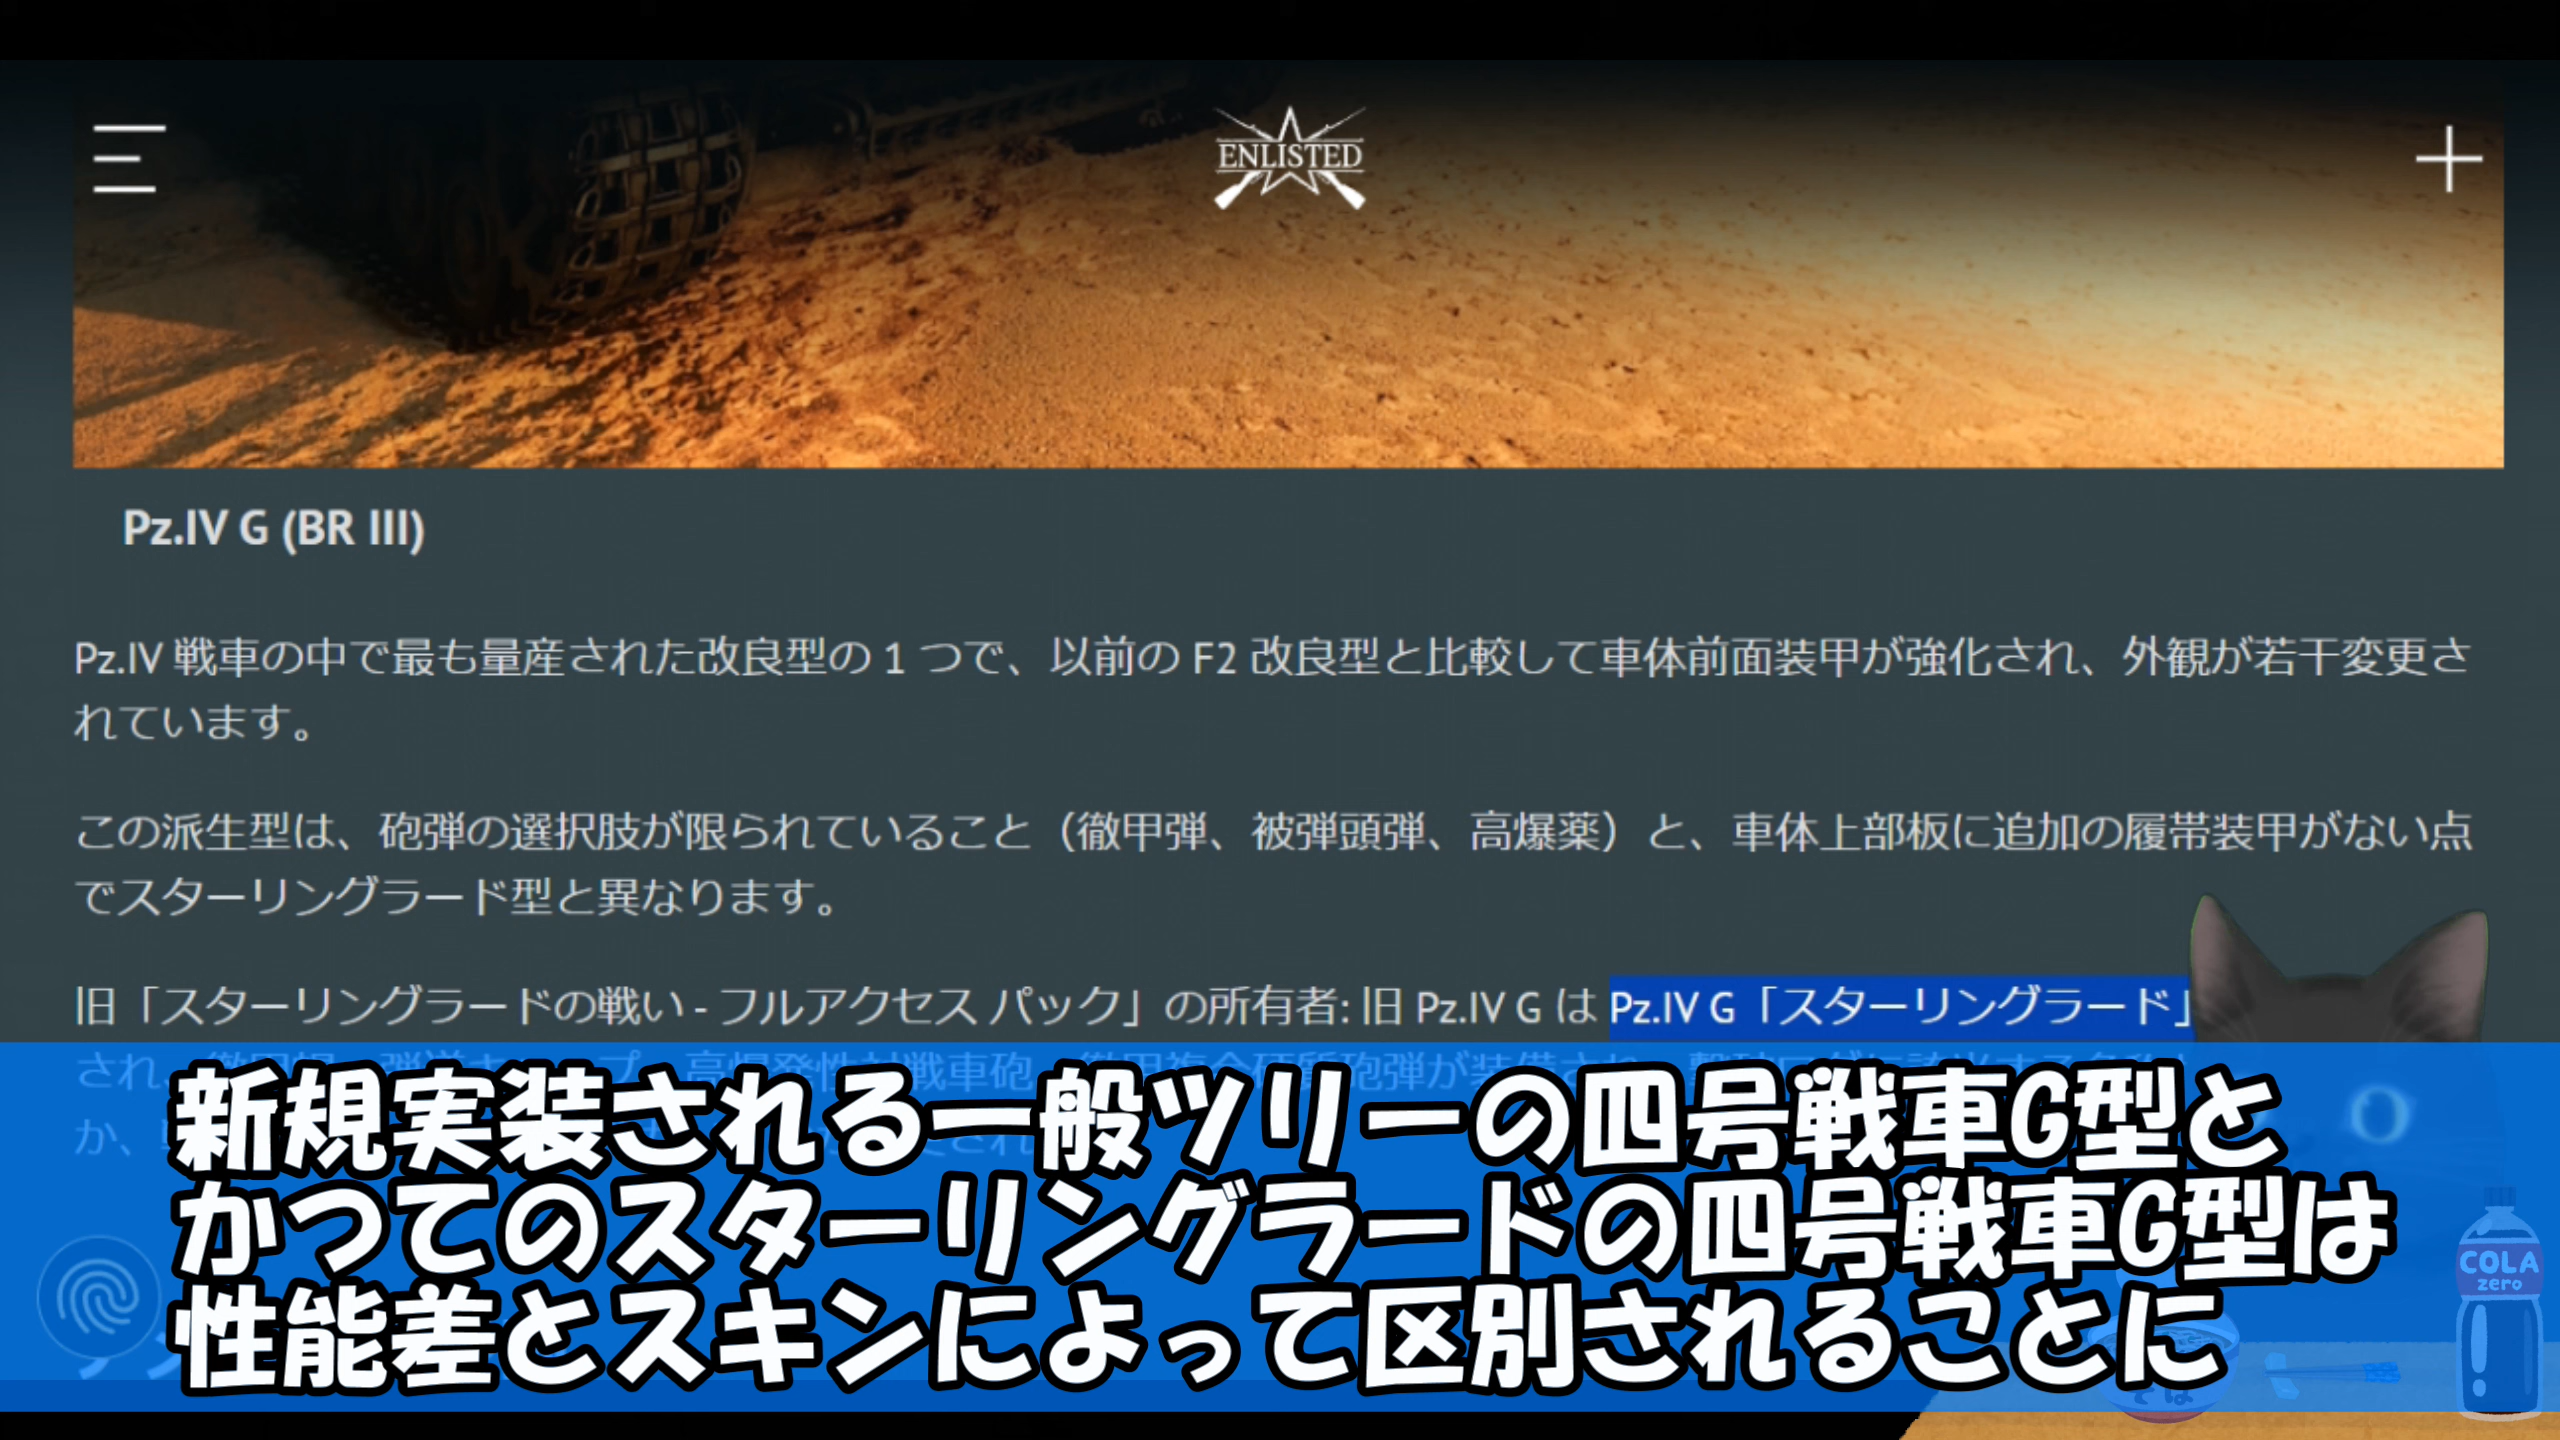 ENLISTED
Pz.IV G (BR III)
Pz.IV 戦車の中で最も量産された改良型の 1 つで、以前の F2 改良型と比較して車体前面装甲が強化され、外観が若干変更さ
れています。
この派生型は、砲弾の選択肢が限られていること（徹甲弾、被弾頭弾、高爆薬）と、車体上部板に追加の履帯装甲がない点
でスターリングラード型と異なります。
旧「スターリングラードの戦い - フルアクセス パック」の所有者: 旧 Pz.IV G は Pz.IV G「スターリングラード」
新規実装される一般ツリーの四号戦車G型と
かつてのスターリングラードの四号戦車G型は
性能差とスキンによって区別されることに
COLA
zero
そば